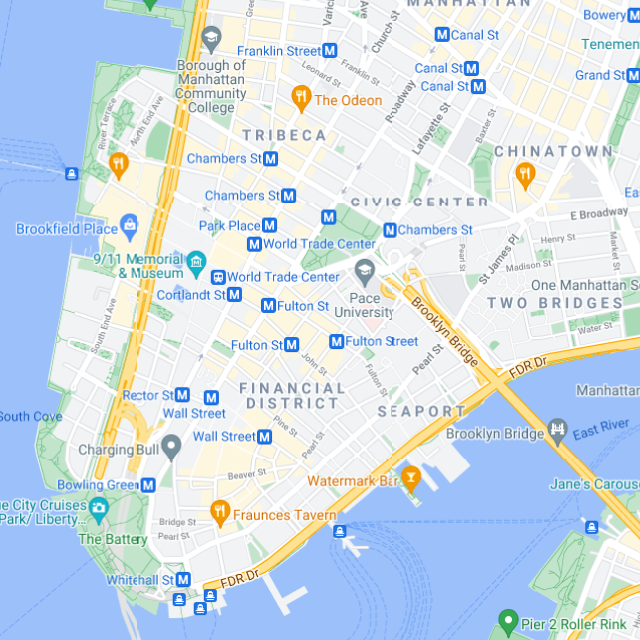 MANHATTAN
Bowery
Canal St
Tenemen
Franklin Street
Church St
Varick
Ave
Gree
Borough of
Manhattan
Community
College
Leonard St
Franklin St
Canal St
Canal St
Grand St
The Odeon
Broadway
Lafayette St
Baxter St
River Terrace
North End Ave
TRIBECA
CHINATOWN
Chambers St
Chambers St
CIVIC CENTER
E Broadway
Brookfield Place
Park Place
Chambers St
World Trade Center
Henry St
Market St
Pearl St
St James Pl
Madison St
9/11 Memorial
& Museum
World Trade Center
Pace
University
One Manhattan S
Cortlandt St
Fulton St
TWO BRIDGES
Brooklyn Bridge
South End Ave
Water St
Fulton St
Fulton Street
John St
Pearl St
FDR Dr
Fulton St
Rector St
FINANCIAL
DISTRICT
Manhattan
South Cove
Wall Street
SEAPORT
Pine St
Wall Street
Pearl St
Brooklyn Bridge
East River
Charging Bull
Beaver St
Watermark Bar
Bowling Green
Jane's Carouse
ue City Cruises
Park/ Liberty...
Fraunces Tavern
Bridge St
Pearl St
The Battery
Whitehall St
FDR Dr
Pier 2 Roller Rink